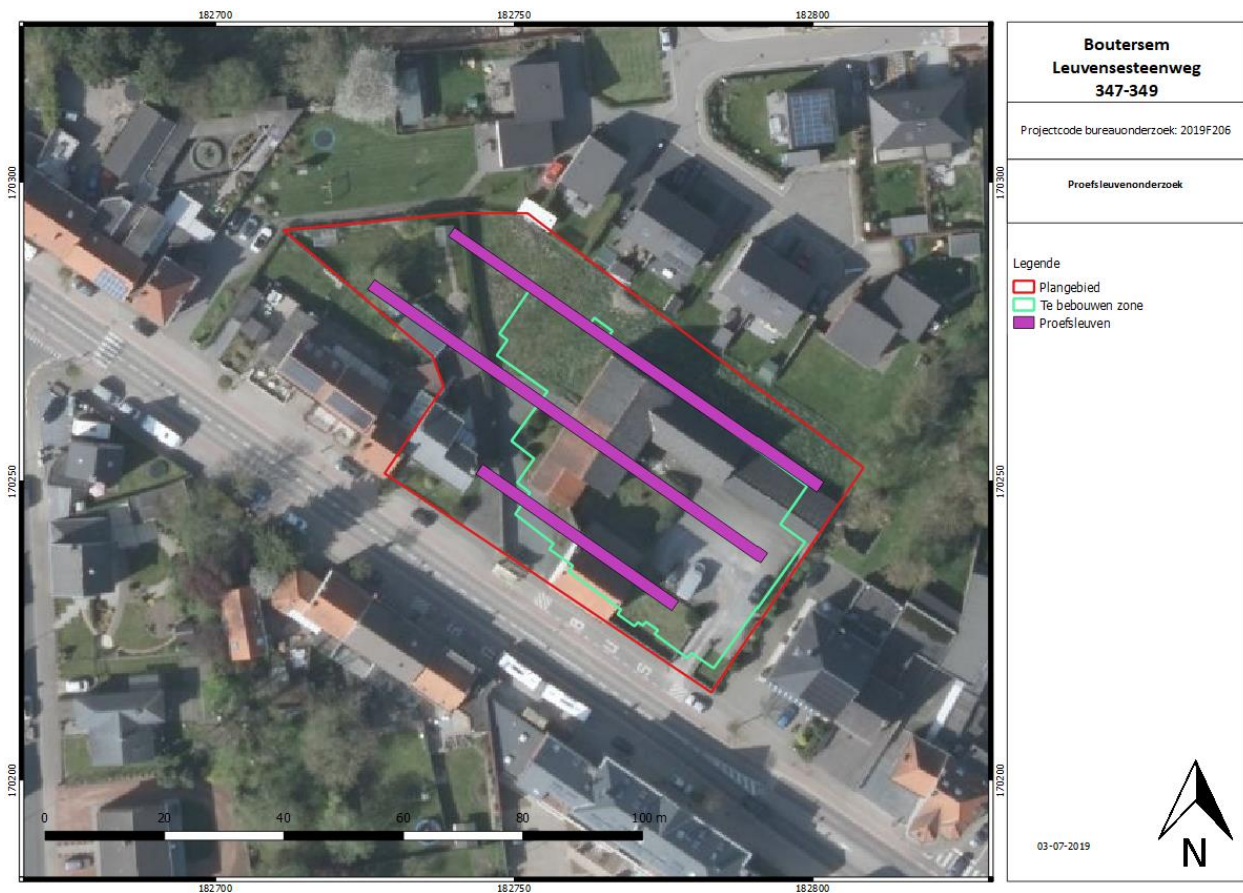 182700
182750
182800
170300
170300
170250
170250
170200
170200
BUS
0
20
40
60
80
100 m
182700
182750
182800
Boutersem
Leuvensesteenweg
347-349
Projectcode bureauonderzoek: 2019F206
Proefsleuvenonderzoek
Legende
Plangebied
Te bebouwen zone
Proefsleuven
03-07-2019
N